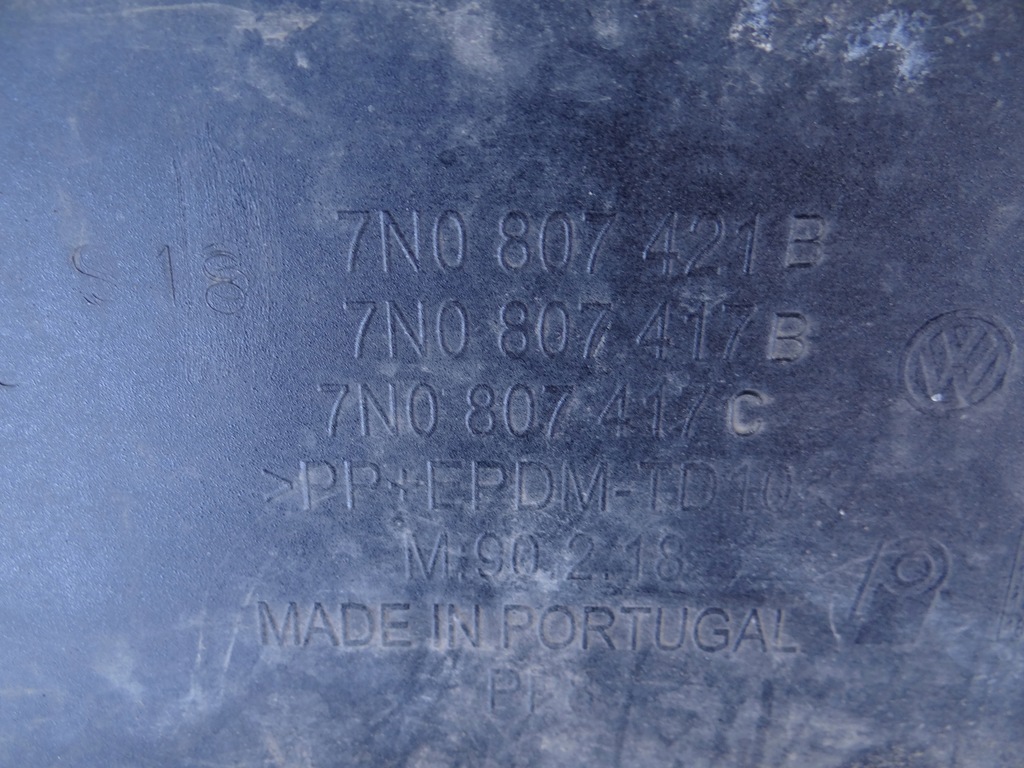 S 18
7N0 807 421 B
7N0 807 417 B
7N0 807 417 C
>PP+EPDM-TD10<
M.90.2.18
MADE IN PORTUGAL